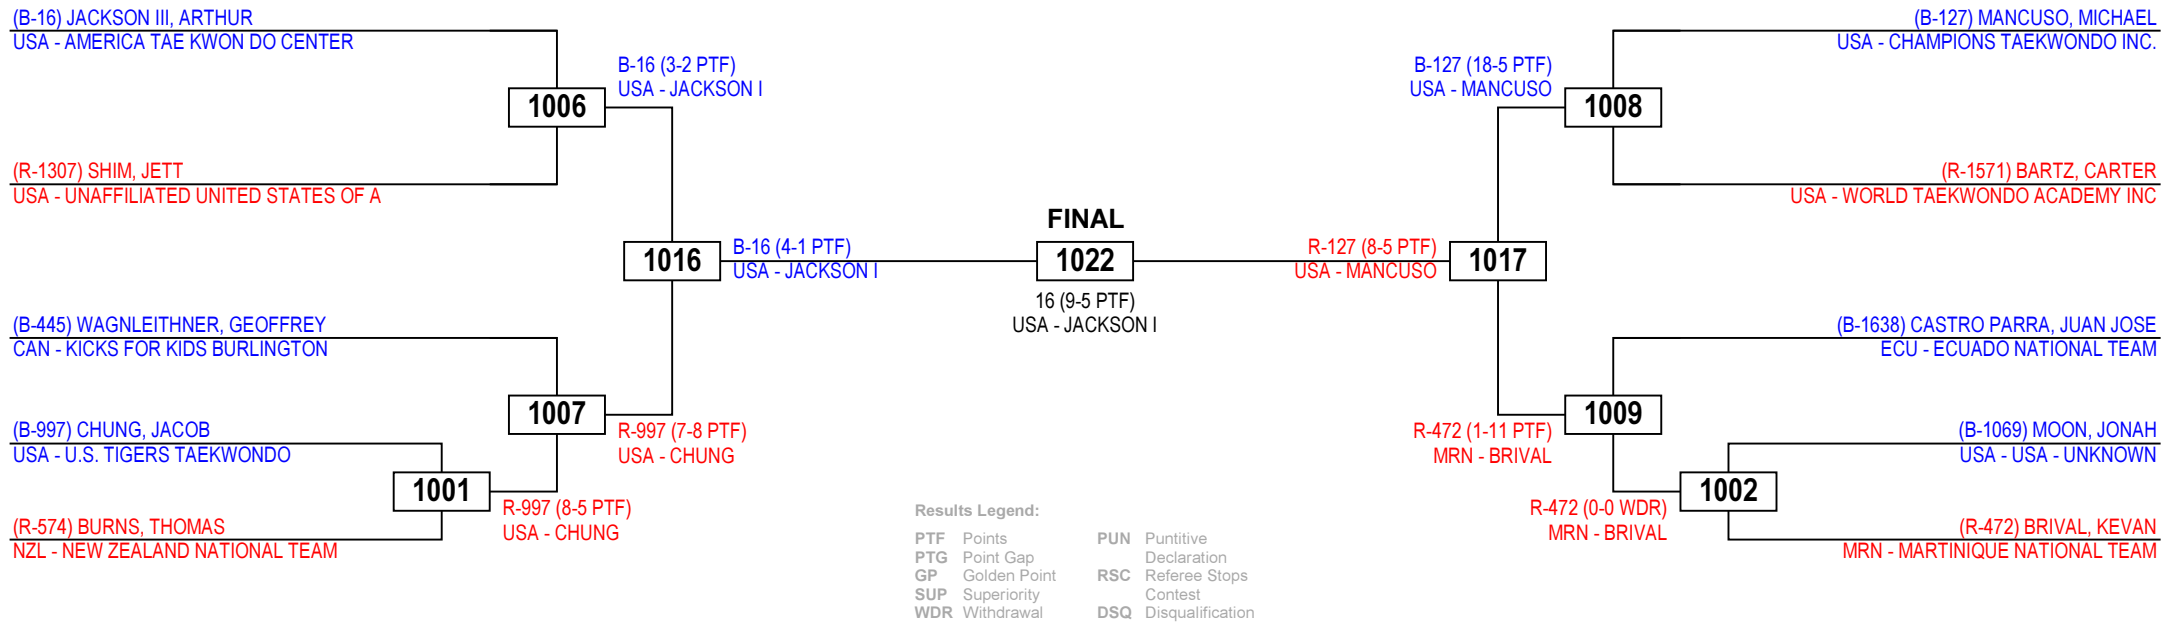 (B-16) JACKSON III, ARTHUR
USA - AMERICA TAE KWON DO CENTER
B-16 (3-2 PTF)
USA - JACKSON I
1006
(R-1307) SHIM, JETT
USA - UNAFFILIATED UNITED STATES OF A
1016
B-16 (4-1 PTF)
USA - JACKSON I
(B-445) WAGNLEITHNER, GEOFFREY
CAN - KICKS FOR KIDS BURLINGTON
1007
R-997 (7-8 PTF)
USA - CHUNG
(B-997) CHUNG, JACOB
USA - U.S. TIGERS TAEKWONDO
1001
R-997 (8-5 PTF)
USA - CHUNG
(R-574) BURNS, THOMAS
NZL - NEW ZEALAND NATIONAL TEAM
FINAL
1022
16 (9-5 PTF)
USA - JACKSON I
(B-127) MANCUSO, MICHAEL
USA - CHAMPIONS TAEKWONDO INC.
B-127 (18-5 PTF)
USA - MANCUSO
1008
(R-1571) BARTZ, CARTER
USA - WORLD TAEKWONDO ACADEMY INC
R-127 (8-5 PTF)
USA - MANCUSO
1017
(B-1638) CASTRO PARRA, JUAN JOSE
ECU - ECUADO NATIONAL TEAM
1009
R-472 (1-11 PTF)
MRN - BRIVAL
(B-1069) MOON, JONAH
USA - USA - UNKNOWN
1002
R-472 (0-0 WDR)
MRN - BRIVAL
(R-472) BRIVAL, KEVAN
MRN - MARTINIQUE NATIONAL TEAM
Results Legend:
PTF Points
PTG Point Gap
GP Golden Point
SUP Superiority
WDR Withdrawal
PUN Puntitive
Declaration
RSC Referee Stops
Contest
DSQ Disqualification